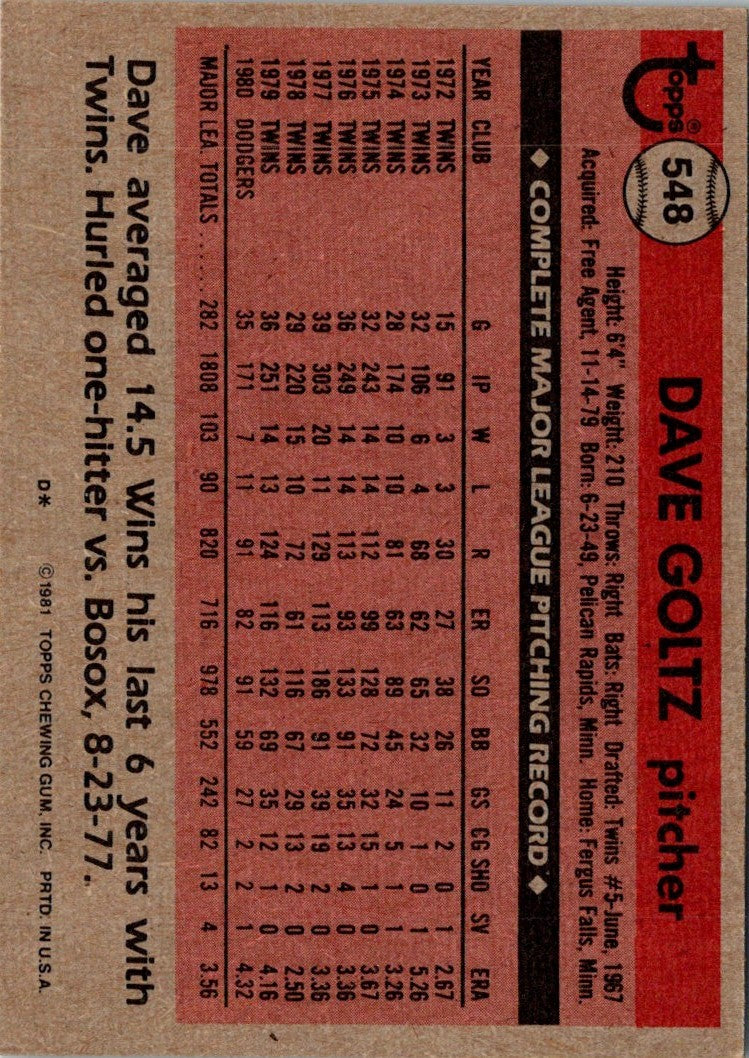 topps® 548 DAVE GOLTZ pitcher
Height: 6'4" Weight: 210 Throws: Right Bats: Right Drafted: Twins #5-June, 1967
Acquired: Free Agent, 11-14-79 Born: 6-23-49, Pelican Rapids, Minn. Home: Fergus Falls, Minn.
◆ COMPLETE MAJOR LEAGUE PITCHING RECORD ◆
YEAR CLUB G IP W L R ER SO BB GS CG SHO SV ERA
1972 TWINS 15 91 3 3 30 27 38 26 11 2 0 1 2.67
1973 TWINS 32 106 6 4 68 62 65 32 10 1 0 1 5.26
1974 TWINS 28 174 10 10 81 63 89 45 24 5 1 1 3.26
1975 TWINS 32 243 14 14 112 99 128 72 32 15 1 0 3.67
1976 TWINS 36 249 14 14 113 93 133 91 35 13 4 0 3.36
1977 TWINS 39 303 20 11 129 113 186 91 39 19 2 0 3.36
1978 TWINS 29 220 15 10 72 61 116 67 29 13 2 0 2.50
1979 TWINS 36 251 14 13 124 116 132 69 35 12 1 0 4.16
1980 DODGERS 35 171 7 11 91 82 91 59 27 2 2 1 4.32
MAJOR LEA. TOTALS ...... 282 1808 103 90 820 716 978 552 242 82 13 4 3.56
Dave averaged 14.5 Wins his last 6 years with
Twins. Hurled one-hitter vs. Bosox, 8-23-77.
D* ©1981 TOPPS CHEWING GUM, INC. PRTD. IN U.S.A.